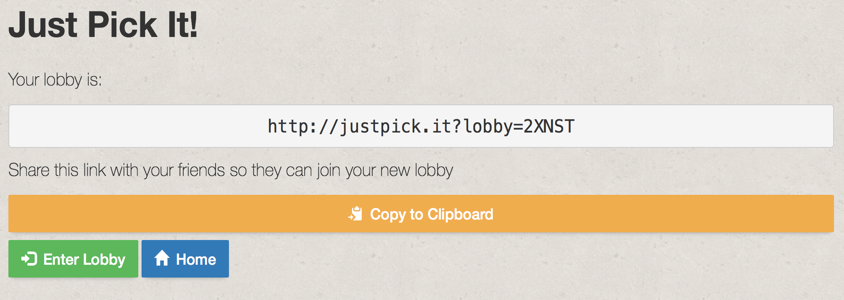 Just Pick It!
Your lobby is:
http://justpick.it?lobby=2XNST
Share this link with your friends so they can join your new lobby
Copy to Clipboard
Enter Lobby Home